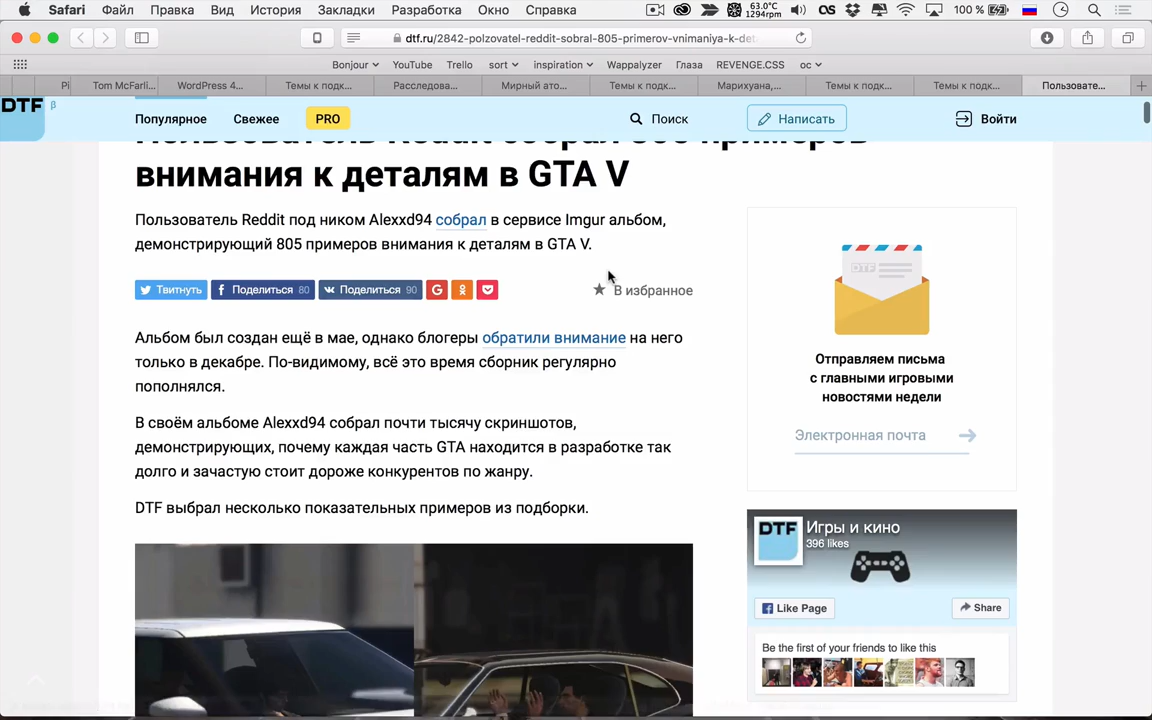 Safari Файл Правка Вид История Закладки Разработка Окно Справка 63.0°C 1294rpm 100 %
dtf.ru/2842-polzovatel-reddit-sobral-805-primerov-vnimaniya-k-det
Bonjour YouTube Trello sort inspiration Wappalyzer Глаза REVENGE.CSS ос
Pi Tom McFarli... WordPress 4... Темы к подк... Расследова... Мирный ато... Темы к подк... Марихуана,... Темы к подк... Темы к подк... Пользовате...
DTF β
Популярное Свежее PRO Поиск Написать Войти
Пользователь Reddit собрал 805 примеров
внимания к деталям в GTA V
Пользователь Reddit под ником Alexxd94 собрал в сервисе Imgur альбом,
демонстрирующий 805 примеров внимания к деталям в GTA V.
Твитнуть Поделиться 80 Поделиться 90 В избранное
Альбом был создан ещё в мае, однако блогеры обратили внимание на него
только в декабре. По-видимому, всё это время сборник регулярно
пополнялся.
В своём альбоме Alexxd94 собрал почти тысячу скриншотов,
демонстрирующих, почему каждая часть GTA находится в разработке так
долго и зачастую стоит дороже конкурентов по жанру.
DTF выбрал несколько показательных примеров из подборки.
DTF
Отправляем письма
с главными игровыми
новостями недели
Электронная почта
DTF Игры и кино
396 likes
Like Page Share
Be the first of your friends to like this